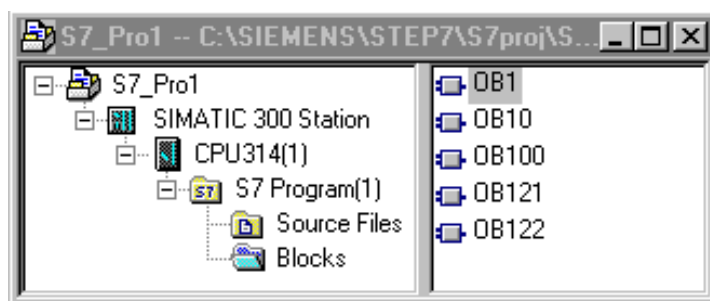 S7_Pro1 -- C:\SIEMENS\STEP7\S7proj\S...
S7_Pro1
SIMATIC 300 Station
CPU314(1)
S7 Program(1)
Source Files
Blocks
OB1
OB10
OB100
OB121
OB122